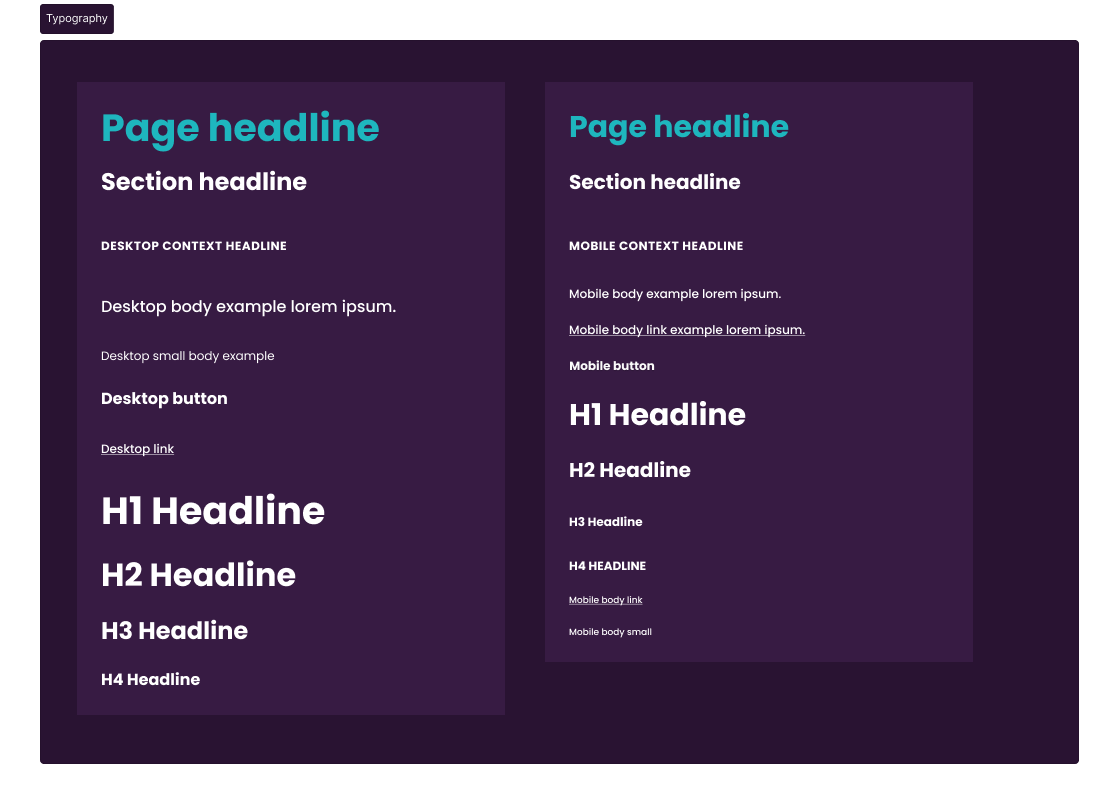 Typography
Page headline
Section headline
DESKTOP CONTEXT HEADLINE
Desktop body example lorem ipsum.
Desktop small body example
Desktop button
Desktop link
H1 Headline
H2 Headline
H3 Headline
H4 Headline
Page headline
Section headline
MOBILE CONTEXT HEADLINE
Mobile body example lorem ipsum.
Mobile body link example lorem ipsum.
Mobile button
H1 Headline
H2 Headline
H3 Headline
H4 HEADLINE
Mobile body link
Mobile body small